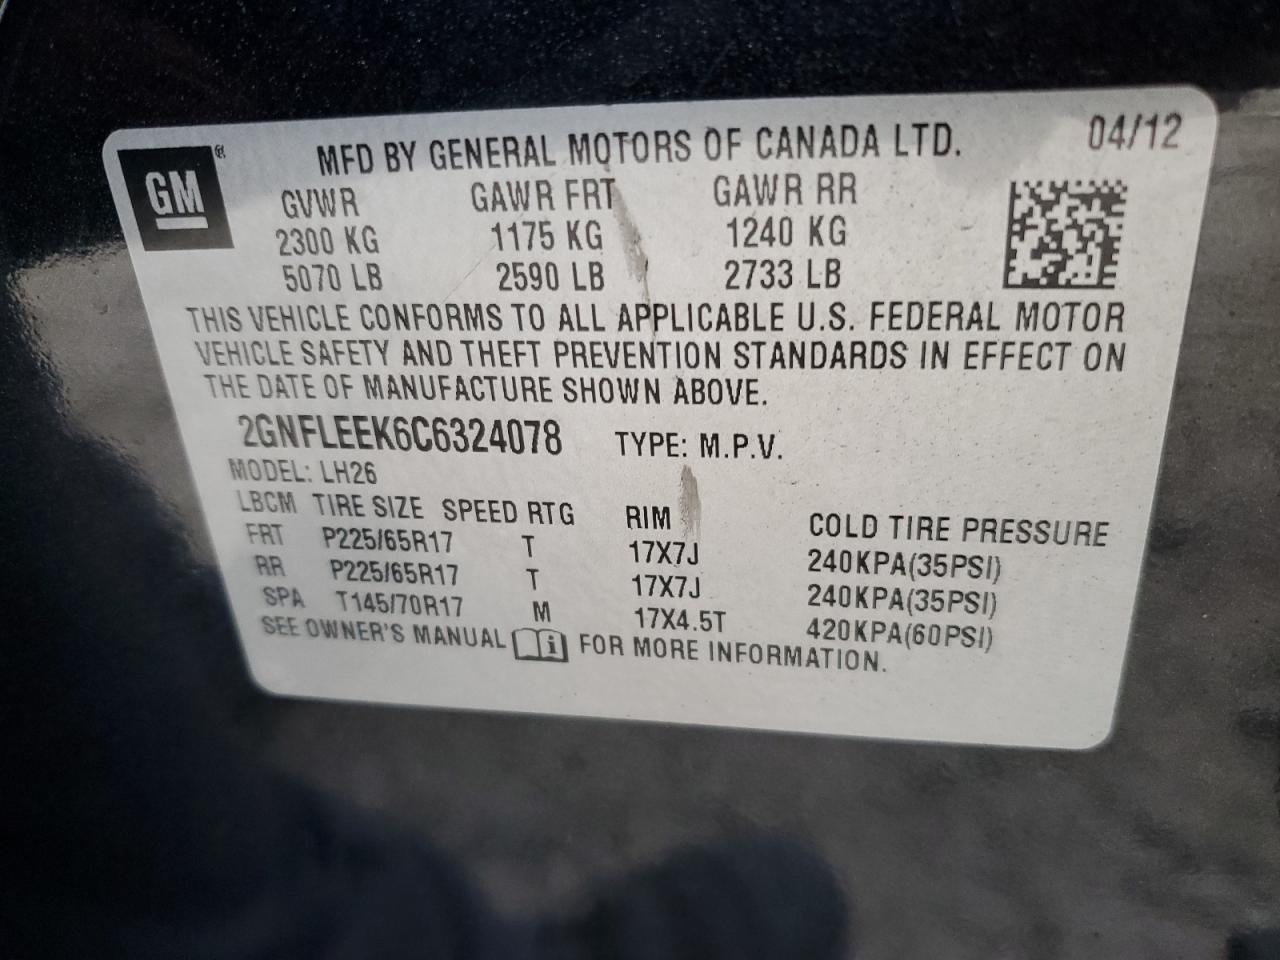 GM ® MFD BY GENERAL MOTORS OF CANADA LTD. 04/12
GVWR GAWR FRT GAWR RR
2300 KG 1175 KG 1240 KG
5070 LB 2590 LB 2733 LB
THIS VEHICLE CONFORMS TO ALL APPLICABLE U.S. FEDERAL MOTOR
VEHICLE SAFETY AND THEFT PREVENTION STANDARDS IN EFFECT ON
THE DATE OF MANUFACTURE SHOWN ABOVE.
2GNFLEEK6C6324078 TYPE: M.P.V.
MODEL: LH26
LBCM TIRE SIZE SPEED RTG RIM COLD TIRE PRESSURE
FRT P225/65R17 T 17X7J 240KPA(35PSI)
RR P225/65R17 T 17X7J 240KPA(35PSI)
SPA T145/70R17 M 17X4.5T 420KPA(60PSI)
SEE OWNER'S MANUAL i FOR MORE INFORMATION.